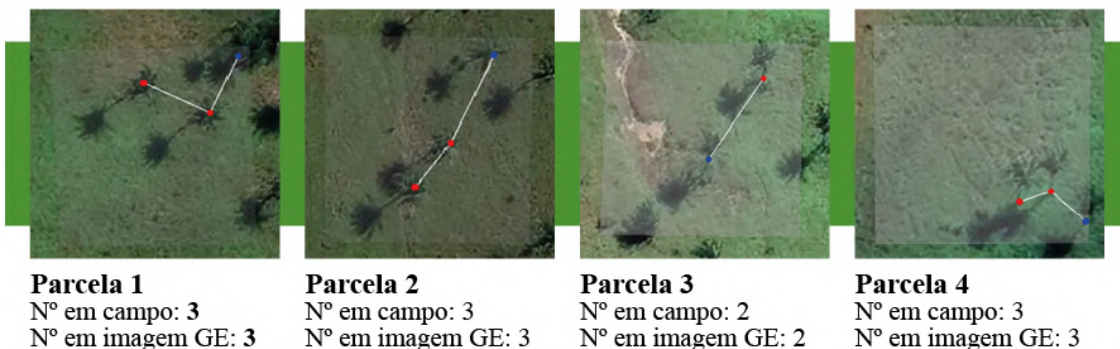 Parcela 1
Nº em campo: 3
Nº em imagem GE: 3
Parcela 2
Nº em campo: 3
Nº em imagem GE: 3
Parcela 3
Nº em campo: 2
Nº em imagem GE: 2
Parcela 4
Nº em campo: 3
Nº em imagem GE: 3